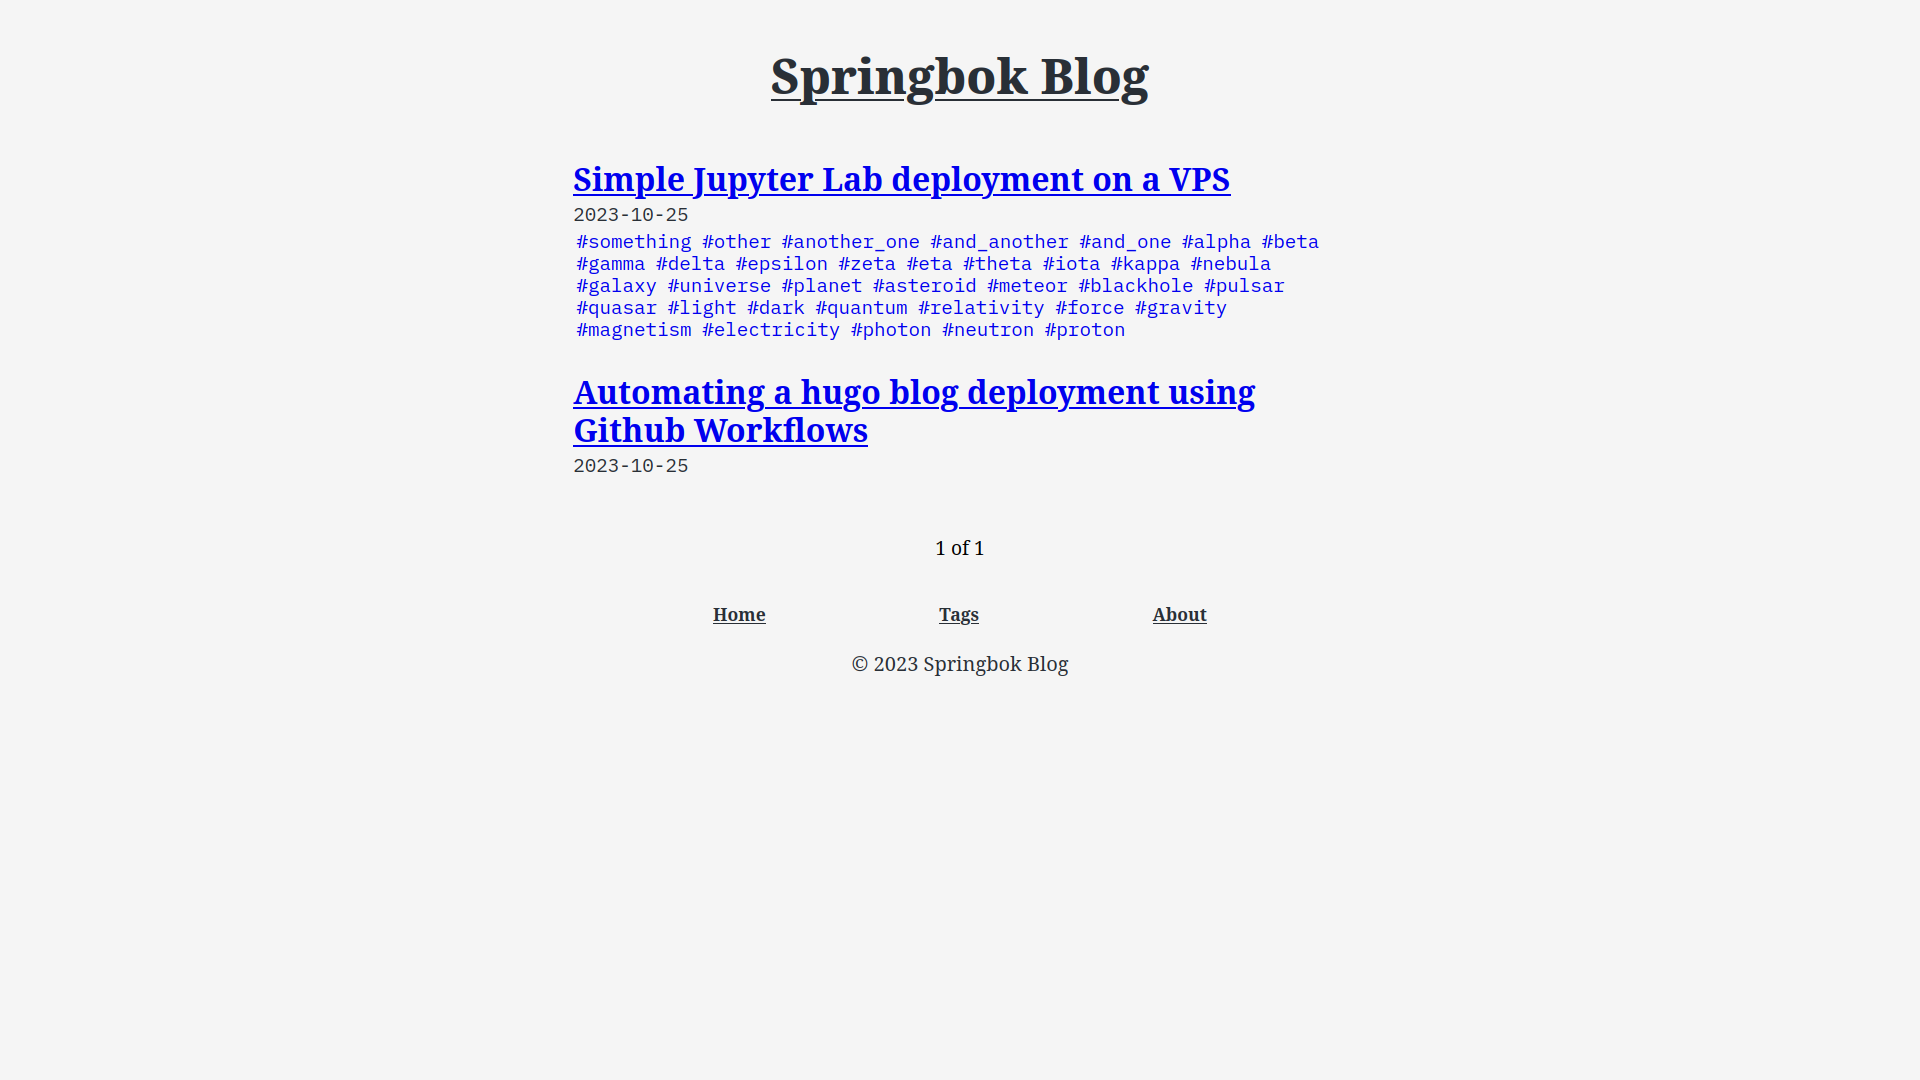 Springbok Blog
Simple Jupyter Lab deployment on a VPS
2023-10-25
#something #other #another_one #and_another #and_one #alpha #beta
#gamma #delta #epsilon #zeta #eta #theta #iota #kappa #nebula
#galaxy #universe #planet #asteroid #meteor #blackhole #pulsar
#quasar #light #dark #quantum #relativity #force #gravity
#magnetism #electricity #photon #neutron #proton
Automating a hugo blog deployment using
Github Workflows
2023-10-25
1 of 1
Home Tags About
© 2023 Springbok Blog